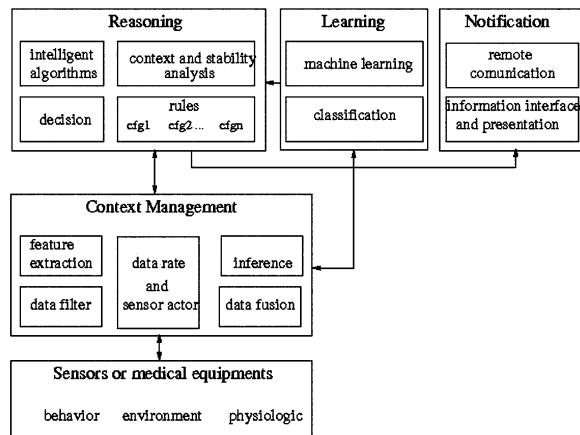 Reasoning
intelligent
algorithms
context and stability
analysis
decision
rules
cfg1 cfg2 ... cfgn
Learning
machine learning
classification
Notification
remote
comunication
information interface
and presentation
Context Management
feature
extraction
data rate
and
sensor actor
inference
data filter
data fusion
Sensors or medical equipments
behavior environment physiologic